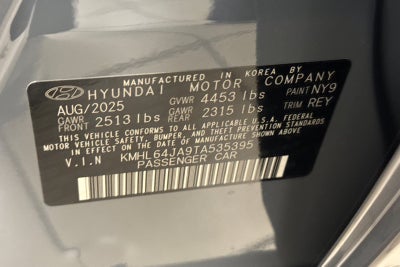 MANUFACTURED IN KOREA BY
HYUNDAI MOTOR COMPANY
AUG/2025 GVWR 4453 lbs PAINT NY9
GAWR FRONT 2513 lbs GAWR REAR 2315 lbs TRIM REY
THIS VEHICLE CONFORMS TO ALL APPLICABLE U.S.A. FEDERAL
MOTOR VEHICLE SAFETY, BUMPER, AND THEFT PREVENTION STANDARDS
IN EFFECT ON THE DATE OF MANUFACTURE SHOWN ABOVE.
V.I.N KMHL64JA9TA535395
PASSENGER CAR